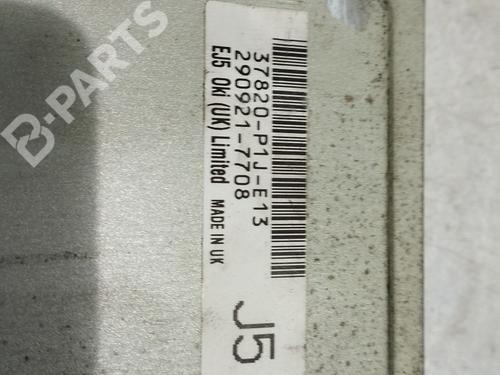 37820-P1J-E13
290921-7708
EJ5 Oki (UK) Limited MADE IN UK
J5
B-PARTS